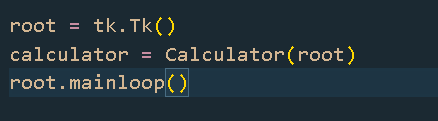 root = tk.Tk()
calculator = Calculator(root)
root.mainloop()